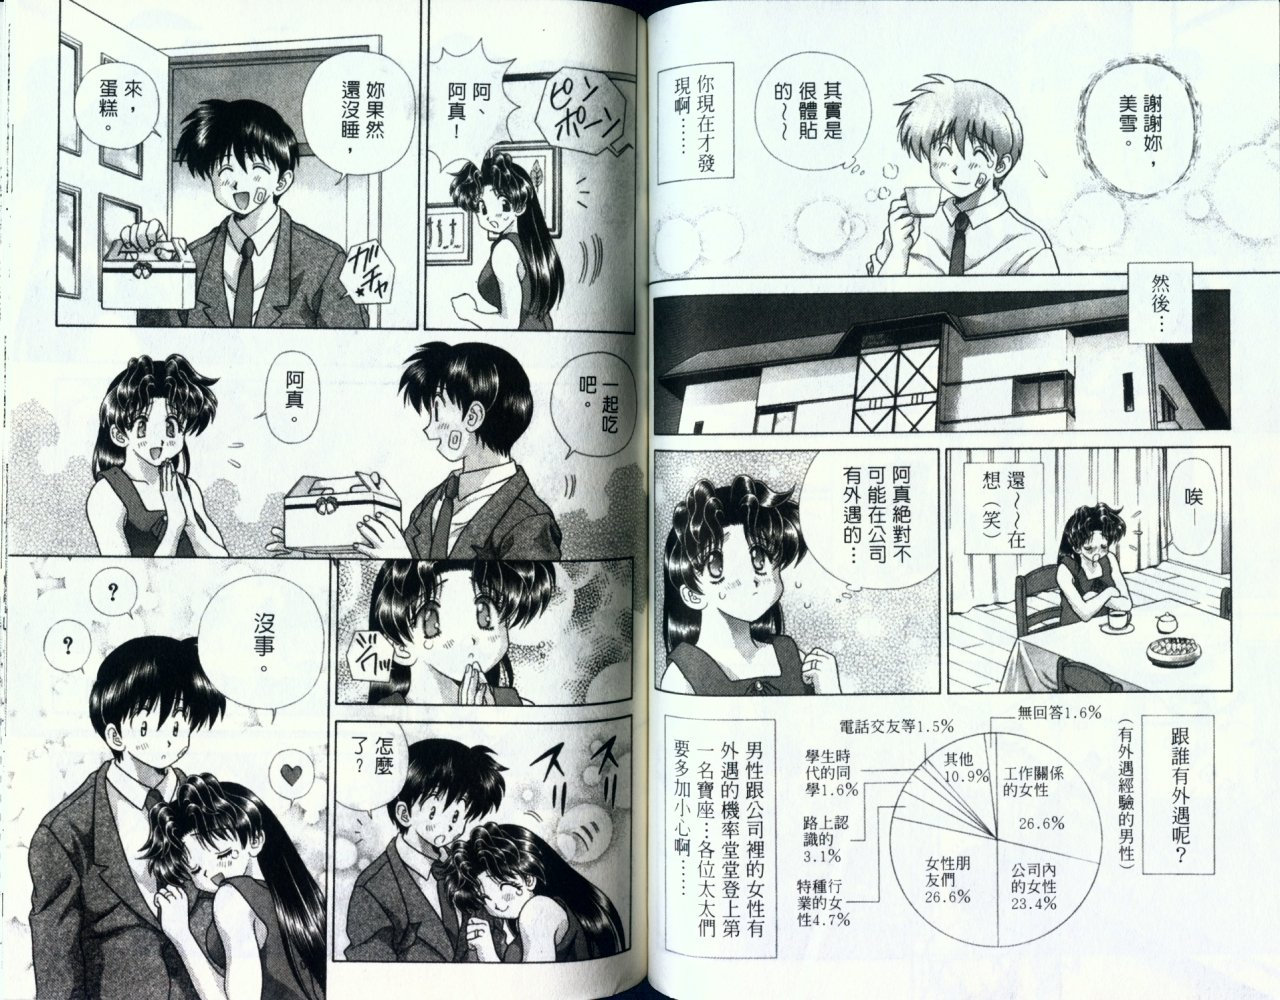 謝謝妳，
美雪。
其實是
很體貼
的～～
你現在才發
現啊……
然後…
唉—
還～～在
想（笑）
阿真絕對不
可能在公司
有外遇的…
跟誰有外遇呢？
（有外遇經驗的男性）
無回答1.6%
電話交友等1.5%
其他
10.9%
學生時
代的同
學1.6%
路上認
識的
3.1%
特種行
業的女
性4.7%
工作關係
的女性
26.6%
公司內
的女性
23.4%
女性朋
友們
26.6%
男性跟公司裡的女性有
外遇的機率堂堂登上第
一名寶座…各位太太們
要多加小心啊……
ピン
ポーン
阿、
阿真！
妳果然
還沒睡，
來，
蛋糕。
ガチャ
一起吃
吧。
阿真。
ジワッ
スス
怎麼
了？
沒事。
？
？